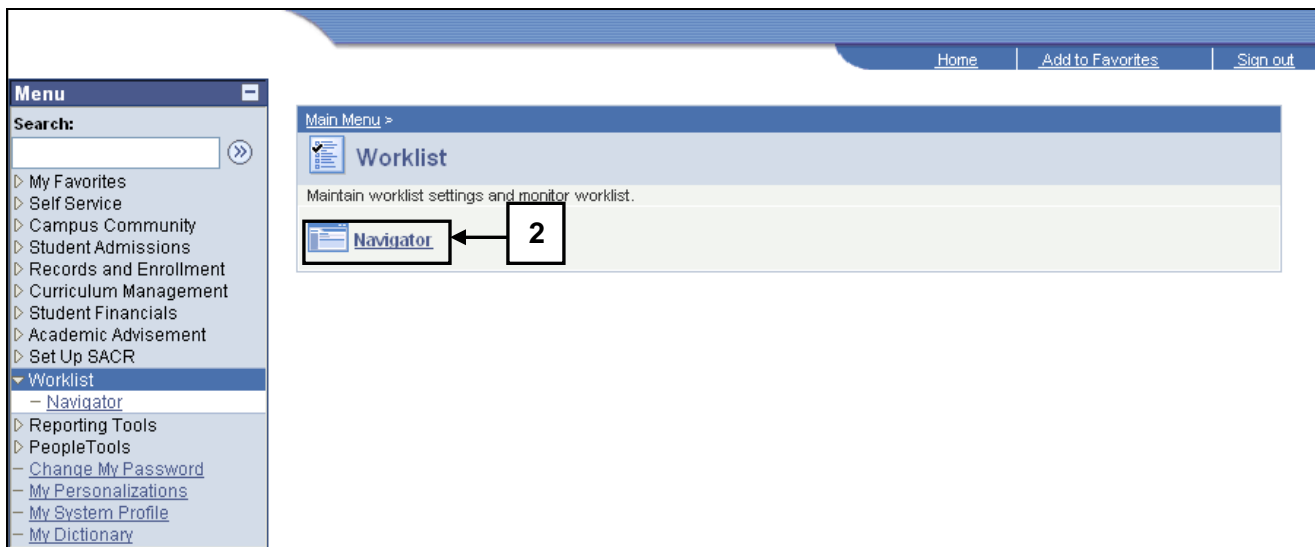 Home Add to Favorites Sign out
Menu
Search:
My Favorites
Self Service
Campus Community
Student Admissions
Records and Enrollment
Curriculum Management
Student Financials
Academic Advisement
Set Up SACR
Worklist
– Navigator
Reporting Tools
PeopleTools
– Change My Password
– My Personalizations
– My System Profile
– My Dictionary
Main Menu >
Worklist
Maintain worklist settings and monitor worklist.
Navigator
2